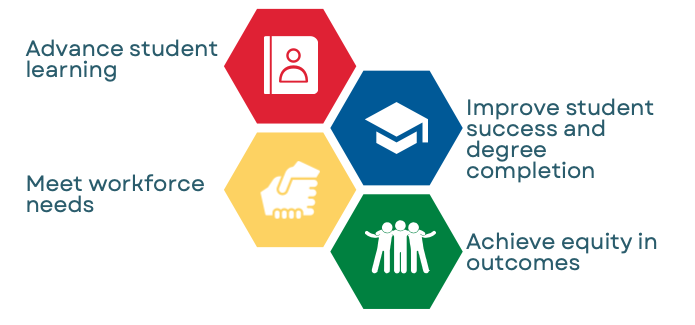 Advance student
learning
Improve student
success and
degree
completion
Meet workforce
needs
Achieve equity in
outcomes